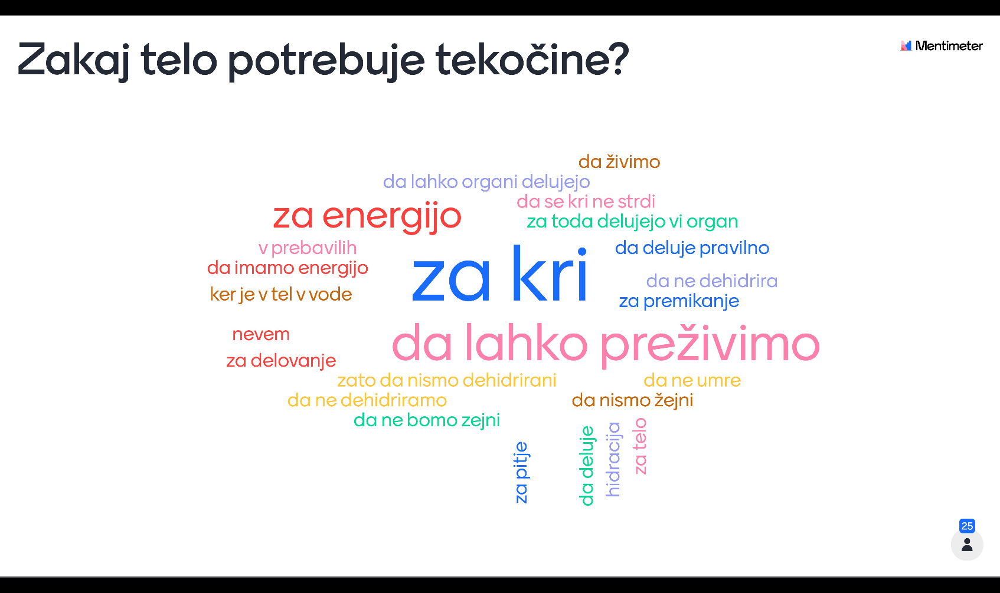 Zakaj telo potrebuje tekočine?
Mentimeter
da živimo
da lahko organi delujejo
da se kri ne strdi
za energijo
za toda delujejo vi organ
v prebavilih
da deluje pravilno
da imamo energijo
za kri
da ne dehidrira
ker je v tel v vode
za premikanje
nevem
da lahko preživimo
za delovanje
zato da nismo dehidrirani
da ne umre
da ne dehidriramo
da nismo žejni
da ne bomo zejni
za pitje
da deluje
hidracija
za telo
25